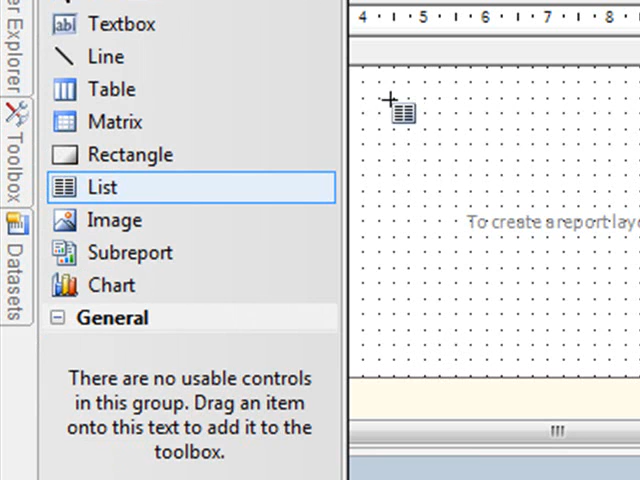 er Explorer
Toolbox
Datasets
Textbox
Line
Table
Matrix
Rectangle
List
Image
Subreport
Chart
General
There are no usable controls
in this group. Drag an item
onto this text to add it to the
toolbox.
4 5 6 7 8
To create a report layo